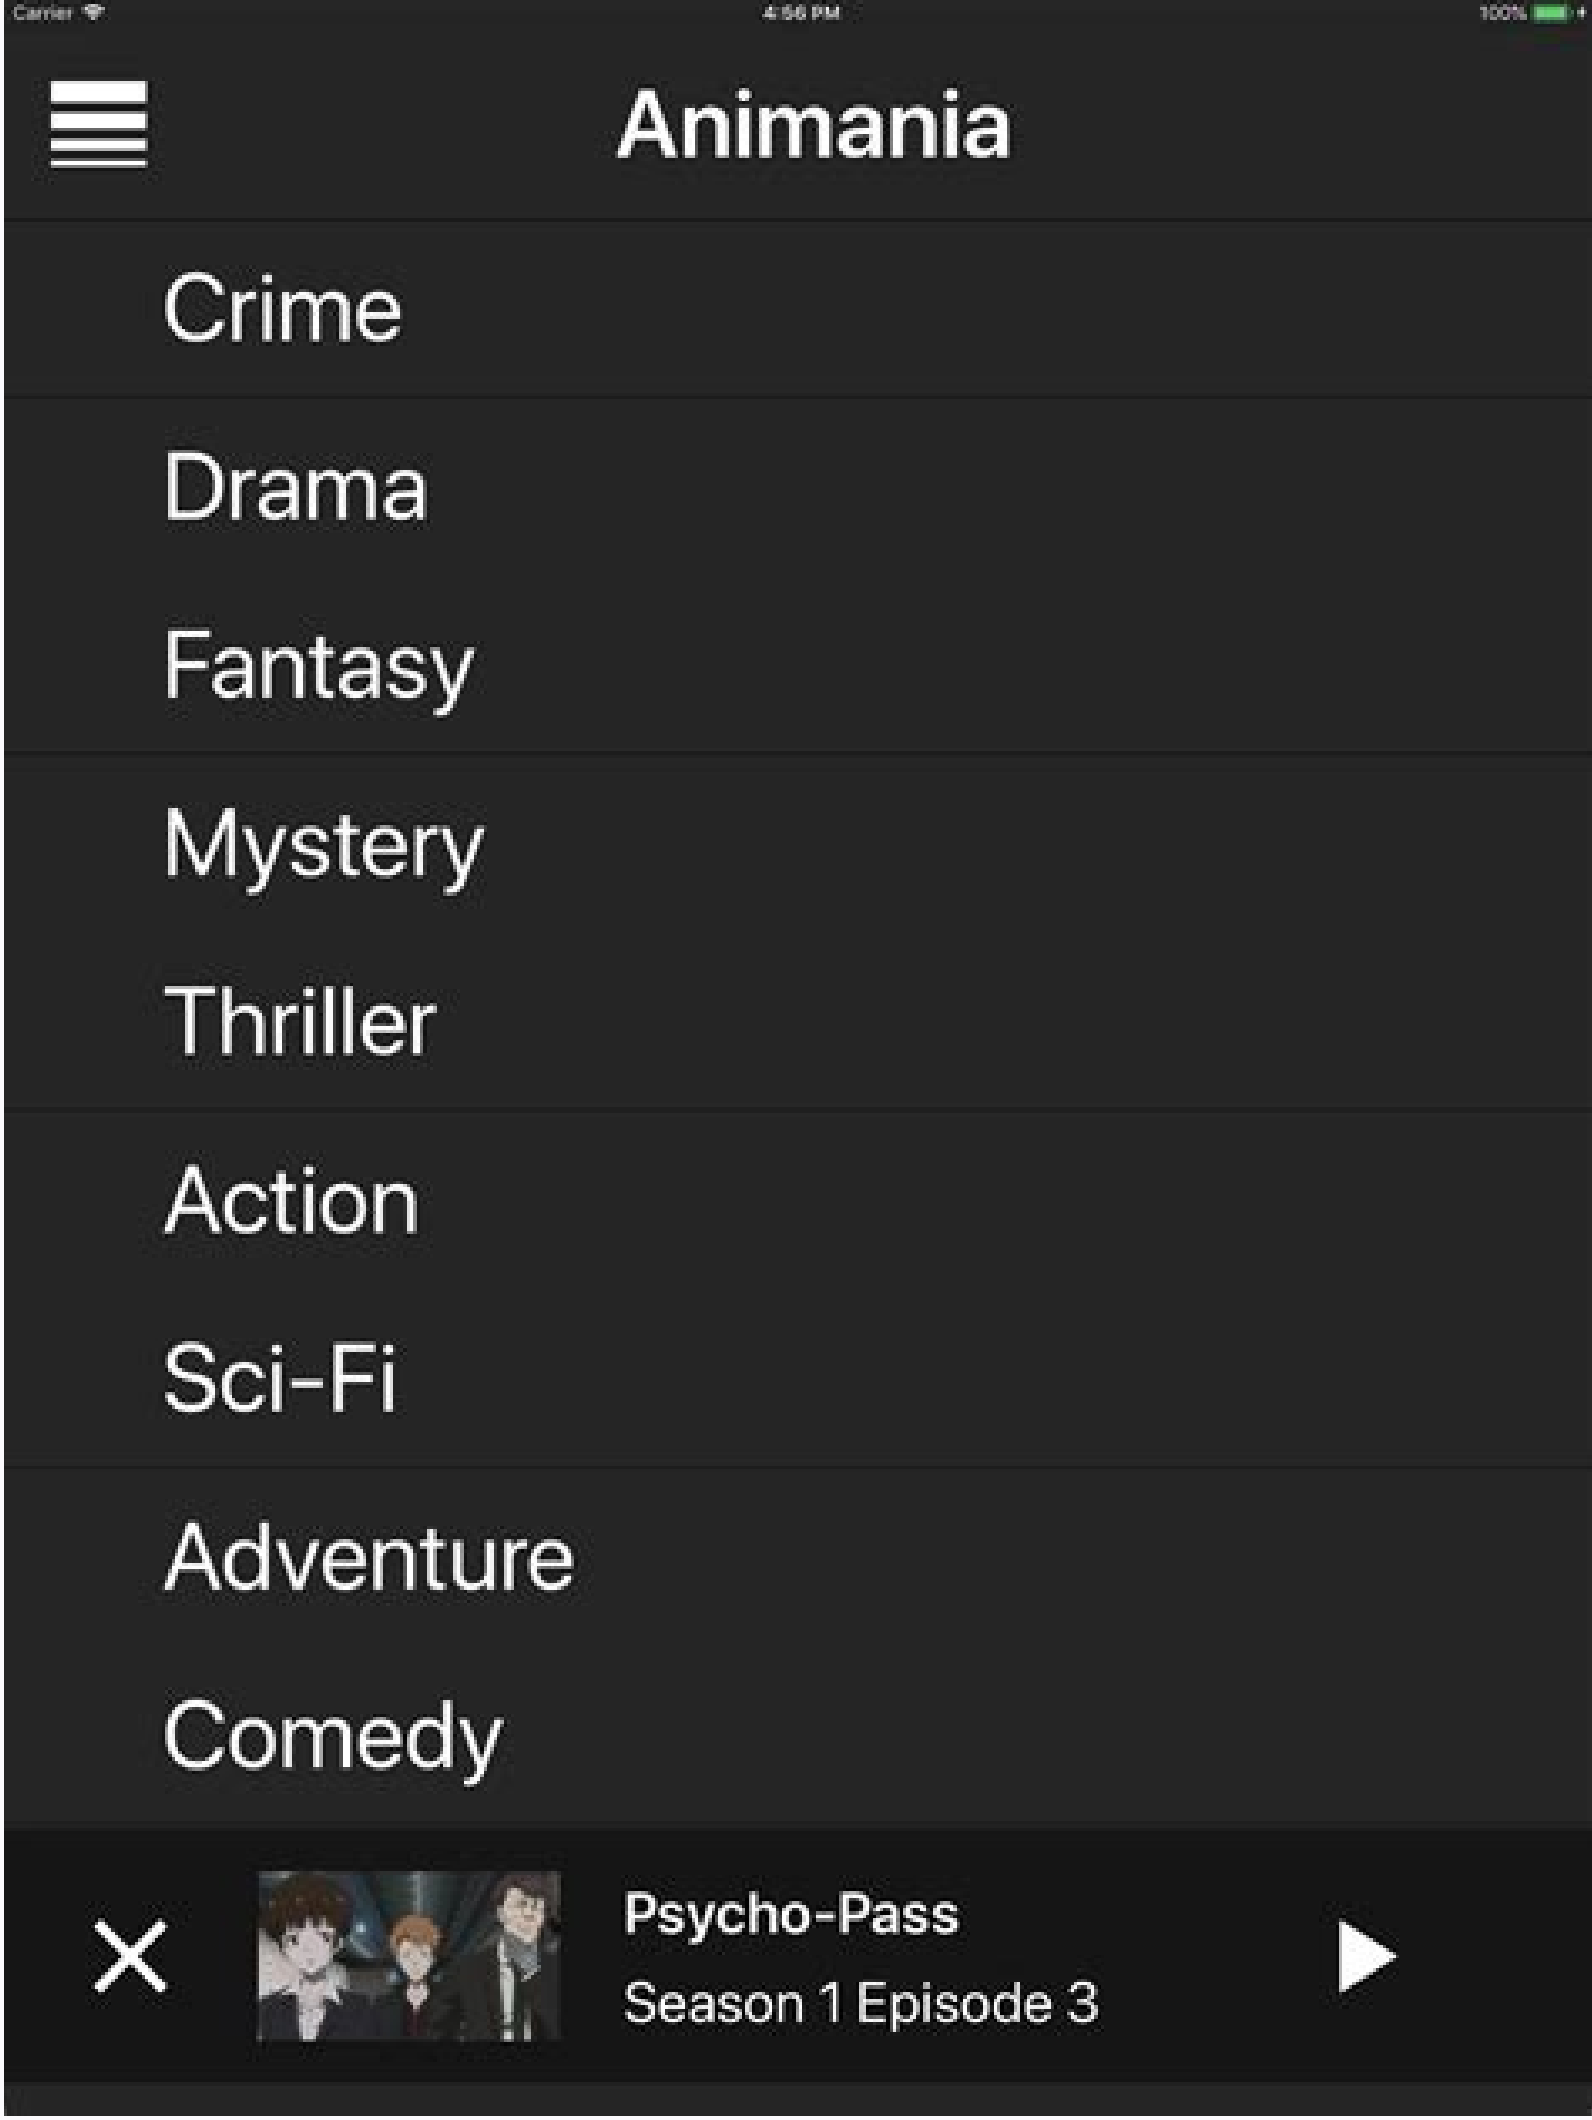 Carrier
4:56 PM
100%
Animania
Crime
Drama
Fantasy
Mystery
Thriller
Action
Sci-Fi
Adventure
Comedy
Psycho-Pass
Season 1 Episode 3